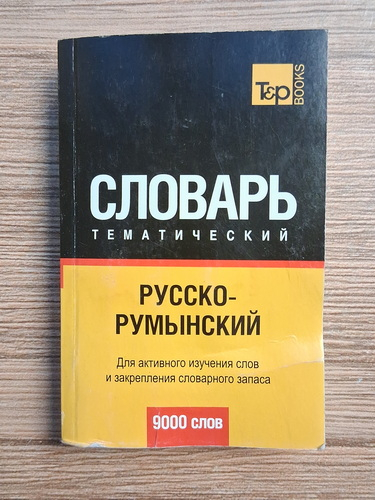 T&p
BOOKS
СЛОВАРЬ
ТЕМАТИЧЕСКИЙ
РУССКО-
РУМЫНСКИЙ
Для активного изучения слов
и закрепления словарного запаса
9000 слов